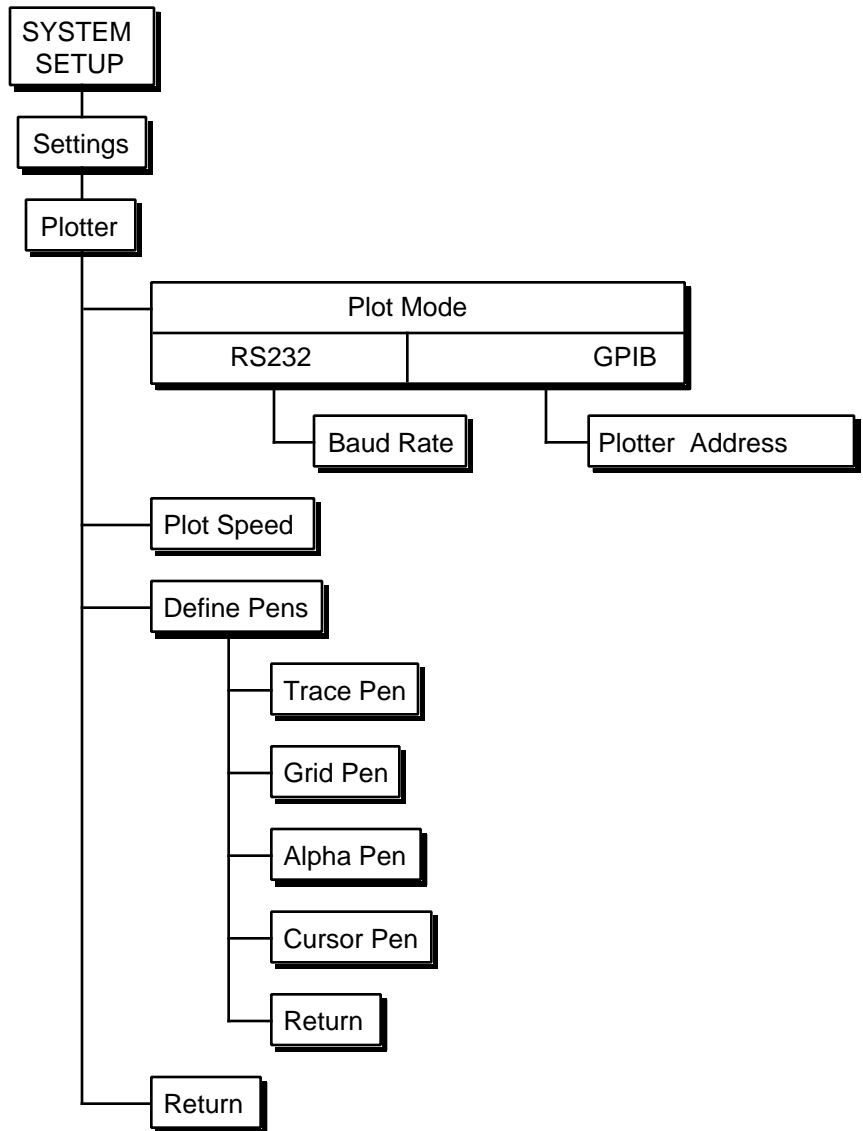 SYSTEM
SETUP
Settings
Plotter
Plot Mode
RS232 GPIB
Baud Rate Plotter Address
Plot Speed
Define Pens
Trace Pen
Grid Pen
Alpha Pen
Cursor Pen
Return
Return